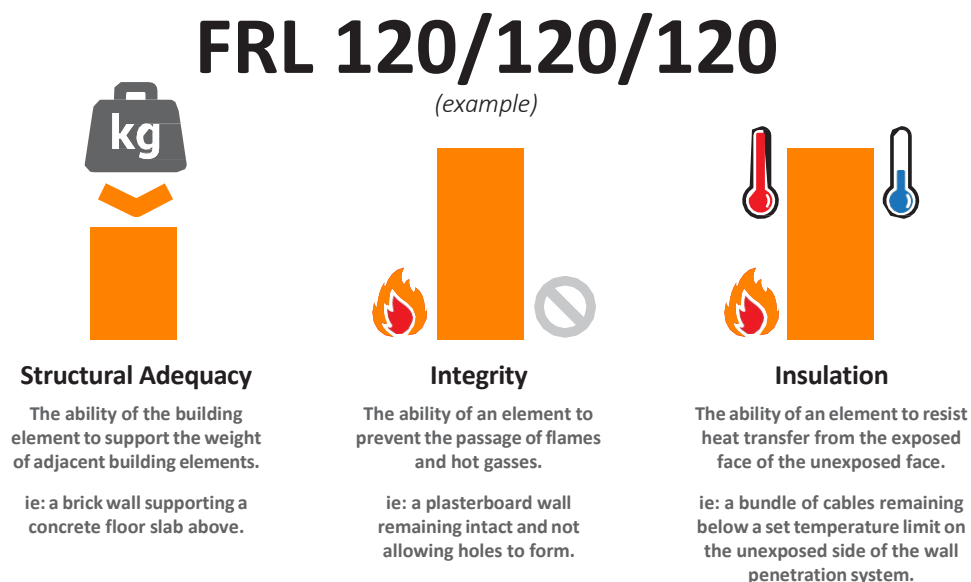 FRL 120/120/120
(example)
kg
Structural Adequacy
The ability of the building
element to support the weight
of adjacent building elements.
ie: a brick wall supporting a
concrete floor slab above.
Integrity
The ability of an element to
prevent the passage of flames
and hot gasses.
ie: a plasterboard wall
remaining intact and not
allowing holes to form.
Insulation
The ability of an element to resist
heat transfer from the exposed
face of the unexposed face.
ie: a bundle of cables remaining
below a set temperature limit on
the unexposed side of the wall
penetration system.